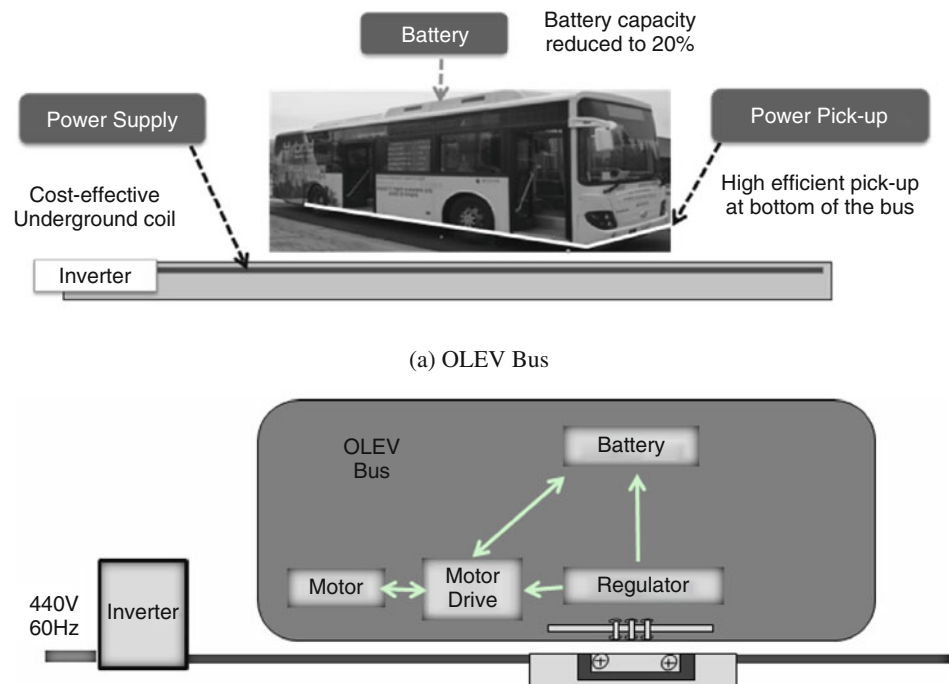 Battery
Battery capacity
reduced to 20%
Power Supply
Power Pick-up
Cost-effective
Underground coil
High efficient pick-up
at bottom of the bus
Inverter
(a) OLEV Bus
OLEV
Bus
Battery
Motor
Motor
Drive
Regulator
440V
60Hz
Inverter